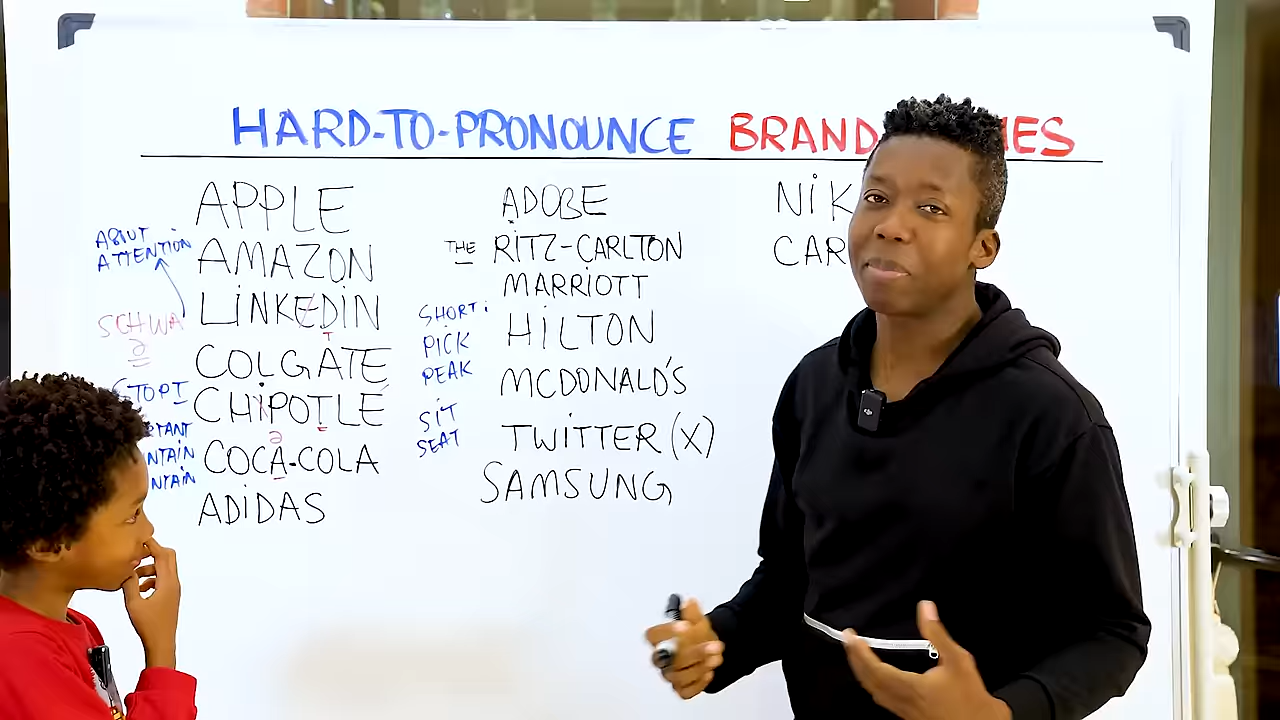 HARD-TO-PRONOUNCE BRAND
APPLE
AMAZON
LINKEDIN
T
COLGATE
CHIPOTLE
ə
COCA-COLA
ADIDAS
ABOUT
ATTENTION
SCHWA
ə
STOPT
ADOBE
THE RITZ-CARLTON
MARRIOTT
HILTON
MCDONALD'S
TWITTER (X)
SAMSUNG
SHORT:
PICK
PEAK
SIT
SEAT
NIK
CAR